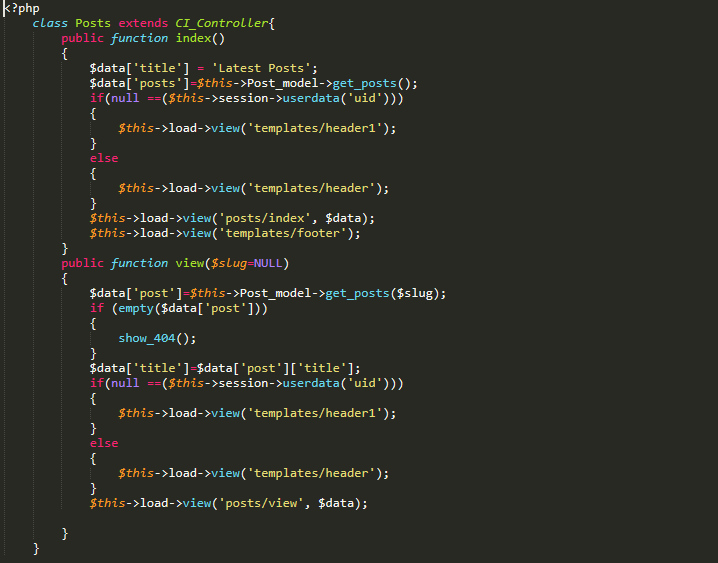 <?php
class Posts extends CI_Controller{
public function index()
{
$data['title'] = 'Latest Posts';
$data['posts']=$this->Post_model->get_posts();
if(null ==($this->session->userdata('uid')))
{
$this->load->view('templates/header1');
}
else
{
$this->load->view('templates/header');
}
$this->load->view('posts/index', $data);
$this->load->view('templates/footer');
}
public function view($slug=NULL)
{
$data['post']=$this->Post_model->get_posts($slug);
if (empty($data['post']))
{
show_404();
}
$data['title']=$data['post']['title'];
if(null ==($this->session->userdata('uid')))
{
$this->load->view('templates/header1');
}
else
{
$this->load->view('templates/header');
}
$this->load->view('posts/view', $data);
}
}